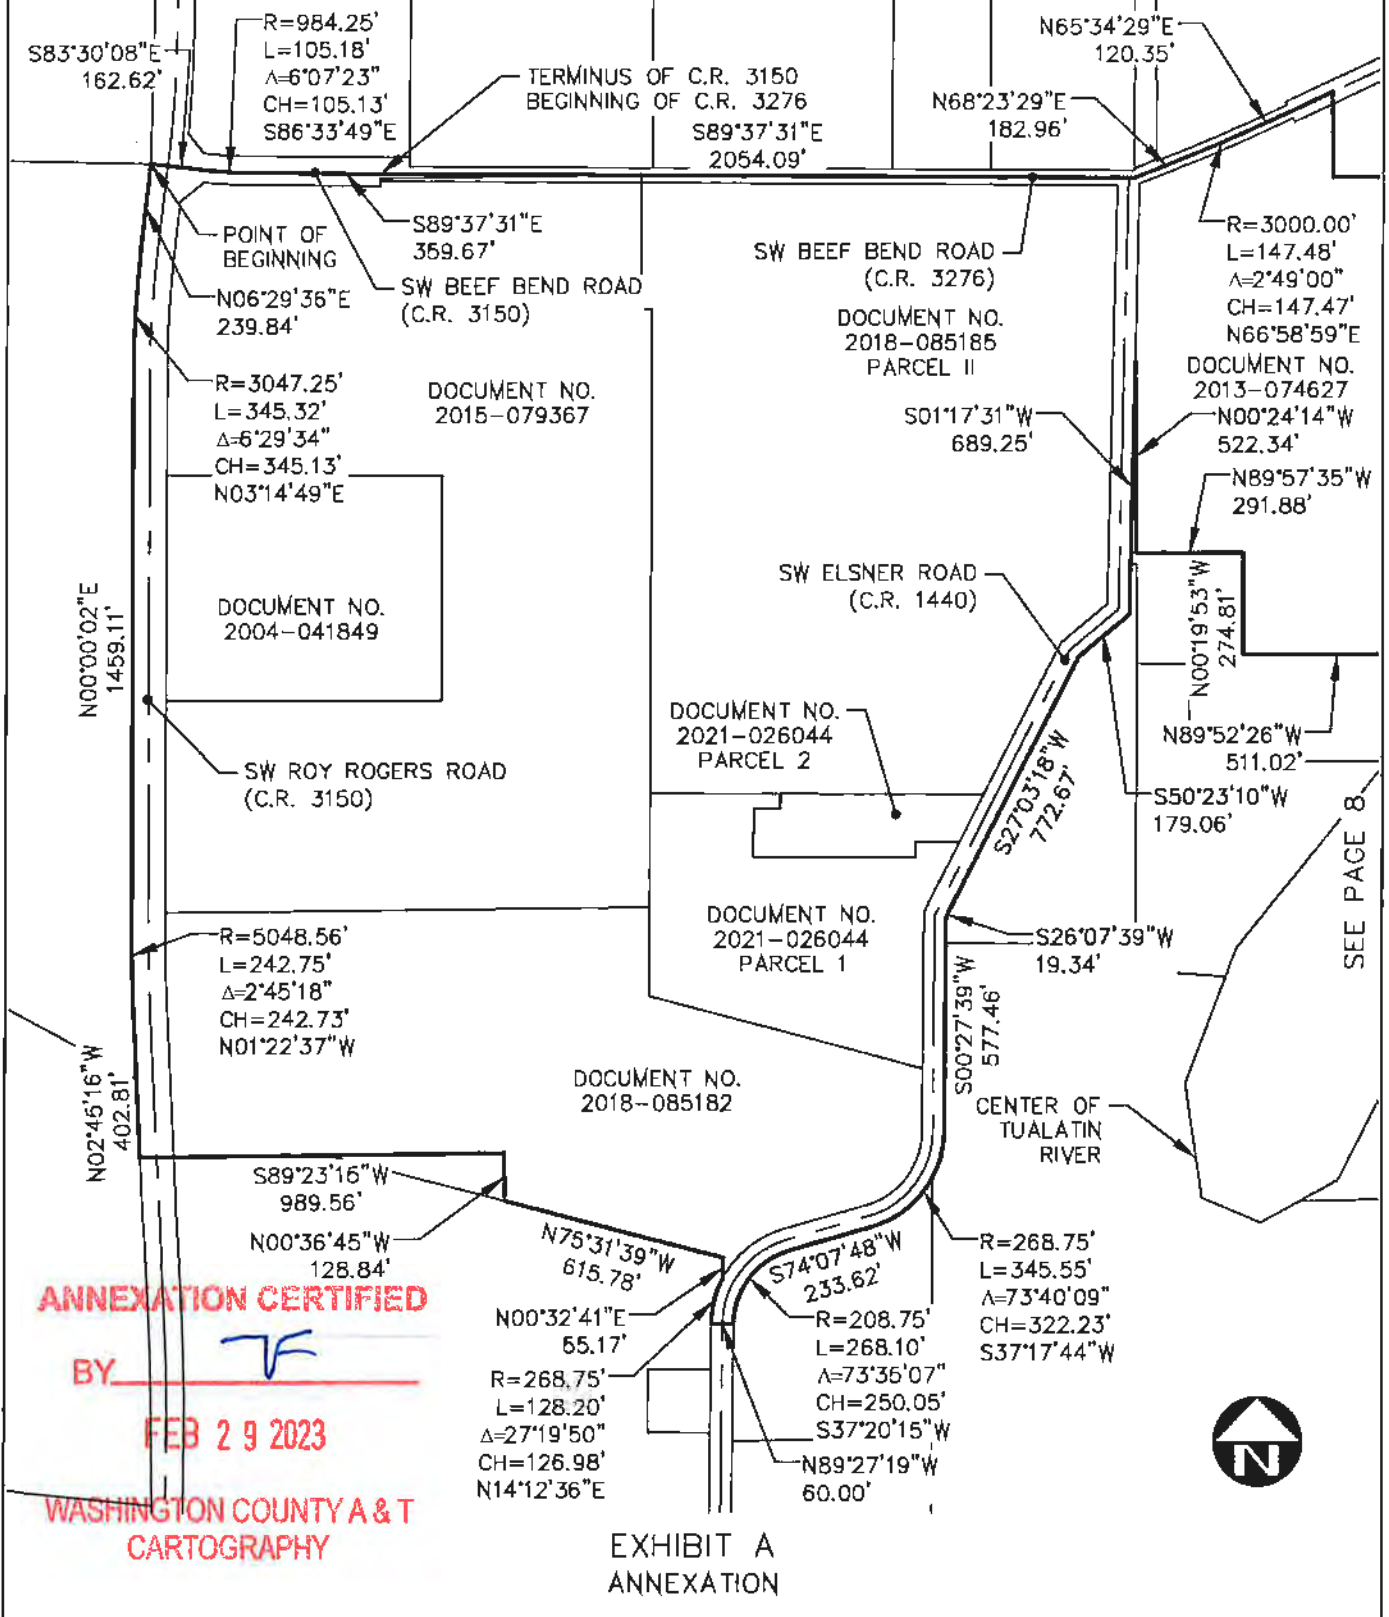 S83°30'08"E
162.62'
R=984.25'
L=105.18'
Δ=6°07'23"
CH=105.13'
S86°33'49"E
TERMINUS OF C.R. 3150
BEGINNING OF C.R. 3276
S89°37'31"E
2054.09'
N65°34'29"E
120.35'
N68°23'29"E
182.96'
POINT OF
BEGINNING
S89°37'31"E
359.67'
SW BEEF BEND ROAD
(C.R. 3150)
SW BEEF BEND ROAD
(C.R. 3276)
R=3000.00'
L=147.48'
Δ=2°49'00"
CH=147.47'
N66°58'59"E
N06°29'36"E
239.84'
DOCUMENT NO.
2018-085185
PARCEL II
DOCUMENT NO.
2013-074627
R=3047.25'
L=345.32'
Δ=6°29'34"
CH=345.13'
N03°14'49"E
DOCUMENT NO.
2015-079367
S01°17'31"W
689.25'
N00°24'14"W
522.34'
N89°57'35"W
291.88'
N00°00'02"E
1459.11'
DOCUMENT NO.
2004-041849
SW ELSNER ROAD
(C.R. 1440)
N00°19'53"W
274.81'
N89°52'26"W
511.02'
SW ROY ROGERS ROAD
(C.R. 3150)
DOCUMENT NO.
2021-026044
PARCEL 2
S27°03'18"W
772.67'
S50°23'10"W
179.06'
SEE PAGE 8
R=5048.56'
L=242.75'
Δ=2°45'18"
CH=242.73'
N01°22'37"W
DOCUMENT NO.
2021-026044
PARCEL 1
S26°07'39"W
19.34'
S00°27'39"W
577.46'
N02°45'16"W
402.81'
DOCUMENT NO.
2018-085182
CENTER OF
TUALATIN
RIVER
S89°23'16"W
989.56'
N00°36'45"W
128.84'
N75°31'39"W
615.78'
S74°07'48"W
233.62'
R=268.75'
L=345.55'
Δ=73°40'09"
CH=322.23'
S37°17'44"W
N00°32'41"E
55.17'
R=208.75'
L=268.10'
Δ=73°35'07"
CH=250.05'
S37°20'15"W
R=268.75'
L=128.20'
Δ=27°19'50"
CH=126.98'
N14°12'36"E
N89°27'19"W
60.00'
ANNEXATION CERTIFIED
BY TF
FEB 29 2023
WASHINGTON COUNTY A & T
CARTOGRAPHY
N
EXHIBIT A
ANNEXATION